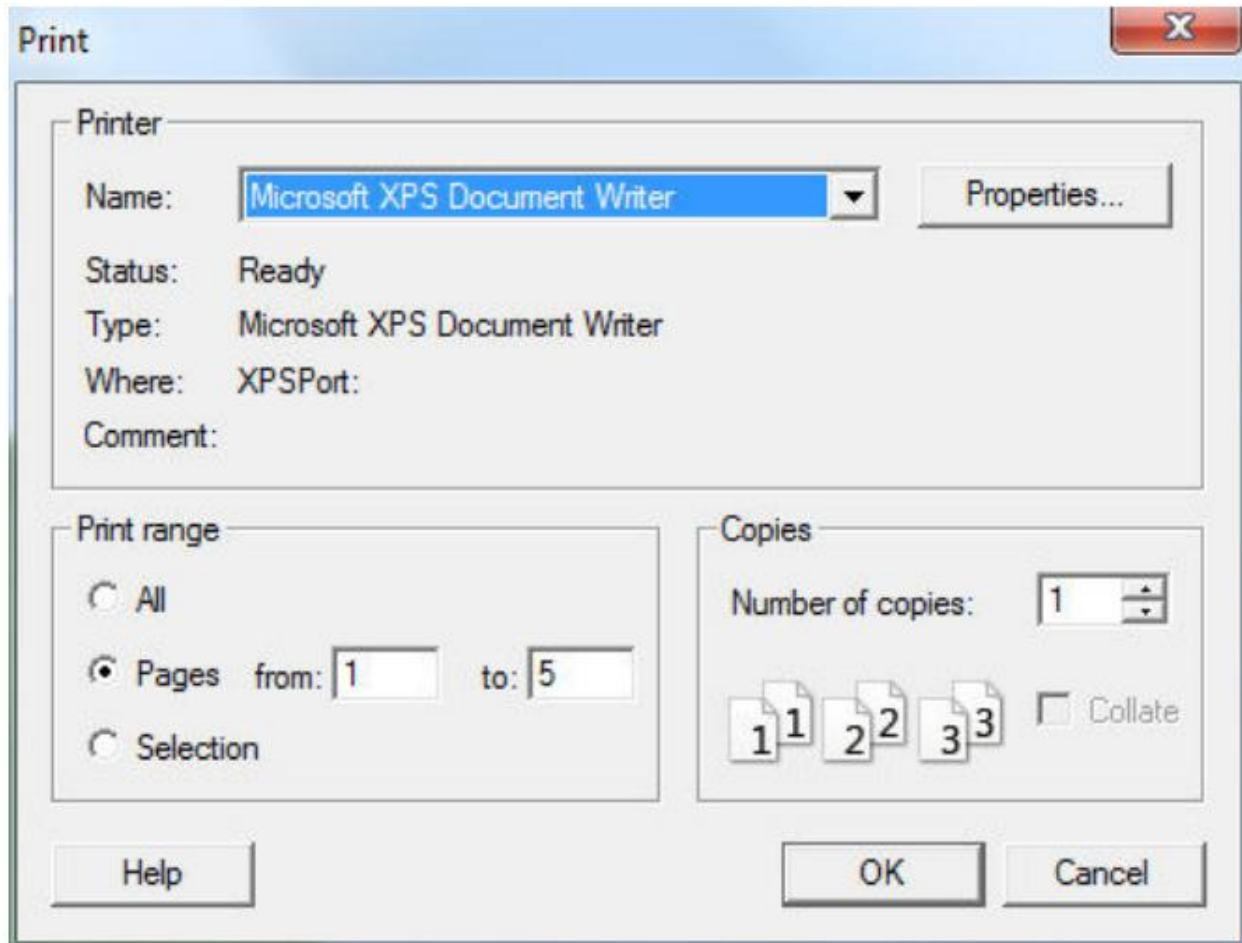 Print
Printer
Name: Microsoft XPS Document Writer Properties...
Status: Ready
Type: Microsoft XPS Document Writer
Where: XPSPort:
Comment:
Print range
All
Pages from: 1 to: 5
Selection
Copies
Number of copies: 1
1 1 2 2 3 3 Collate
Help OK Cancel